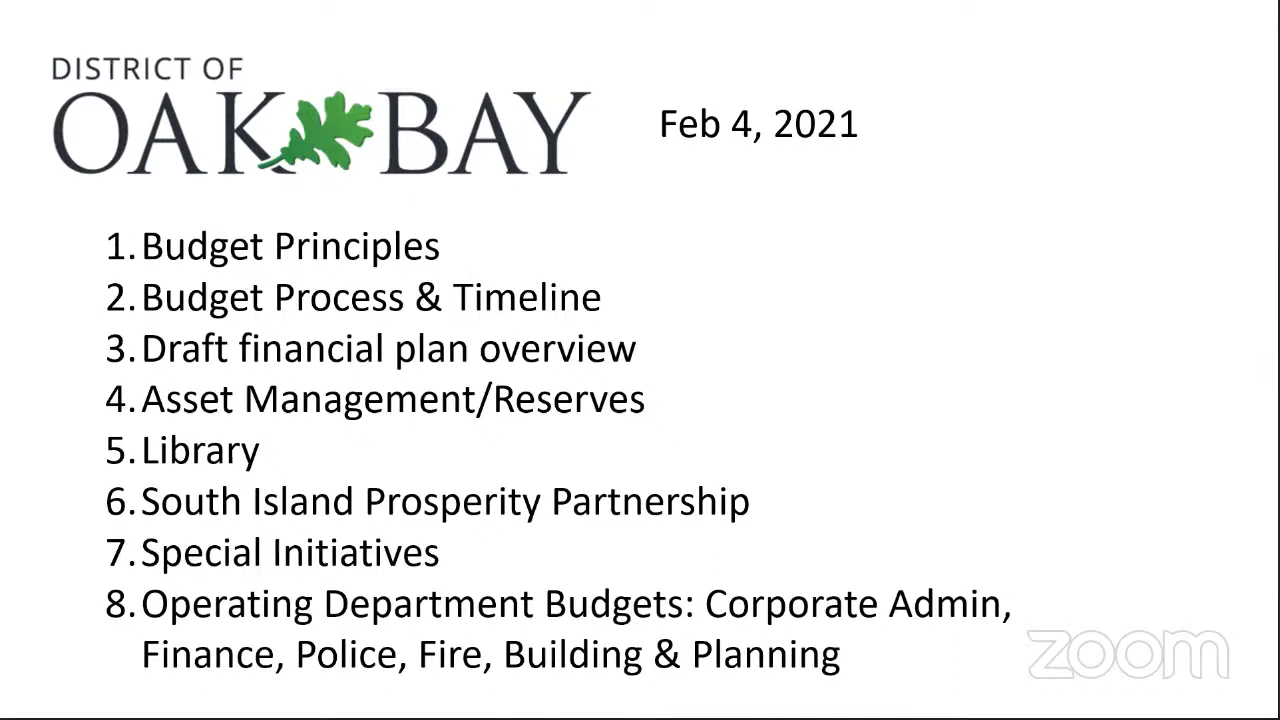 DISTRICT OF
OAK BAY
Feb 4, 2021
1. Budget Principles
2. Budget Process & Timeline
3. Draft financial plan overview
4. Asset Management/Reserves
5. Library
6. South Island Prosperity Partnership
7. Special Initiatives
8. Operating Department Budgets: Corporate Admin,
Finance, Police, Fire, Building & Planning
zoom